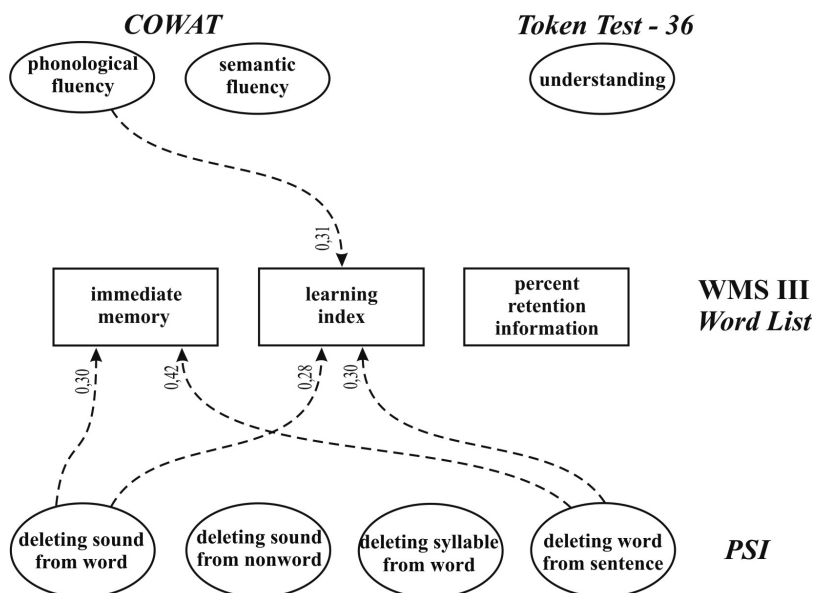 COWAT
Token Test - 36
phonological
fluency
semantic
fluency
understanding
0,31
immediate
memory
learning
index
percent
retention
information
WMS III
Word List
0,30
0,42
0,28
0,30
deleting sound
from word
deleting sound
from nonword
deleting syllable
from word
deleting word
from sentence
PSI